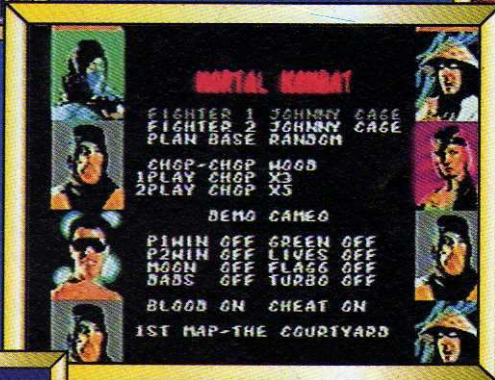 MORTAL KOMBAT
FIGHTER 1 JOHNNY CAGE
FIGHTER 2 JOHNNY CAGE
PLAN BASE RANDOM
CHOP-CHOP WOOD
1PLAY CHOP X3
2PLAY CHOP X5
DEMO CAMEO
P1WIN OFF GREEN OFF
P2WIN OFF LIVES OFF
MOON OFF FLAGG OFF
DABS OFF TURBO OFF
BLOOD ON CHEAT ON
1ST MAP-THE COURTYARD